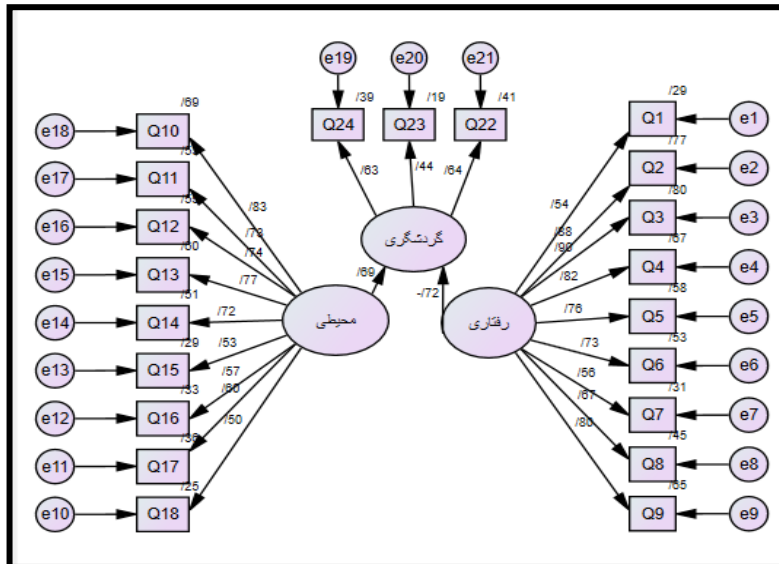 e19
e20
e21
/39
/19
/41
Q24
Q23
Q22
/63
/44
/64
/69
e18
Q10
/53
e17
Q11
/55
e16
Q12
/60
e15
Q13
/51
e14
Q14
/29
e13
Q15
/33
e12
Q16
/36
e11
Q17
/25
e10
Q18
/83
/73
/74
/77
/72
/53
/57
/60
/50
محیطی
/69
گردشگری
-/72
رفتاری
/54
/88
/90
/82
/76
/73
/56
/67
/80
/29
Q1
e1
/77
Q2
e2
/80
Q3
e3
/67
Q4
e4
/58
Q5
e5
/53
Q6
e6
/31
Q7
e7
/45
Q8
e8
/65
Q9
e9